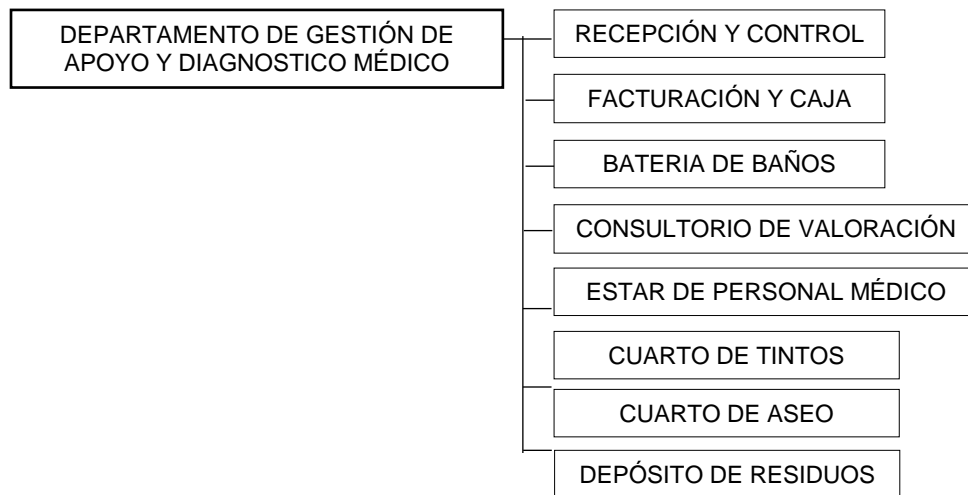 DEPARTAMENTO DE GESTIÓN DE
APOYO Y DIAGNOSTICO MÉDICO
RECEPCIÓN Y CONTROL
FACTURACIÓN Y CAJA
BATERIA DE BAÑOS
CONSULTORIO DE VALORACIÓN
ESTAR DE PERSONAL MÉDICO
CUARTO DE TINTOS
CUARTO DE ASEO
DEPÓSITO DE RESIDUOS